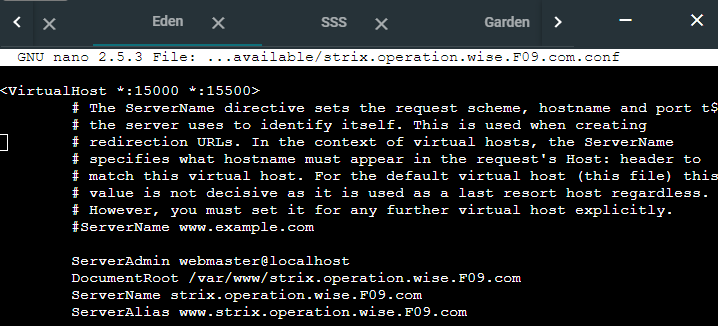 Eden SSS Garden
GNU nano 2.5.3 File: ...available/strix.operation.wise.F09.com.conf
<VirtualHost *:15000 *:15500>
# The ServerName directive sets the request scheme, hostname and port t$
# the server uses to identify itself. This is used when creating
# redirection URLs. In the context of virtual hosts, the ServerName
# specifies what hostname must appear in the request's Host: header to
# match this virtual host. For the default virtual host (this file) this
# value is not decisive as it is used as a last resort host regardless.
# However, you must set it for any further virtual host explicitly.
#ServerName www.example.com
ServerAdmin webmaster@localhost
DocumentRoot /var/www/strix.operation.wise.F09.com
ServerName strix.operation.wise.F09.com
ServerAlias www.strix.operation.wise.F09.com